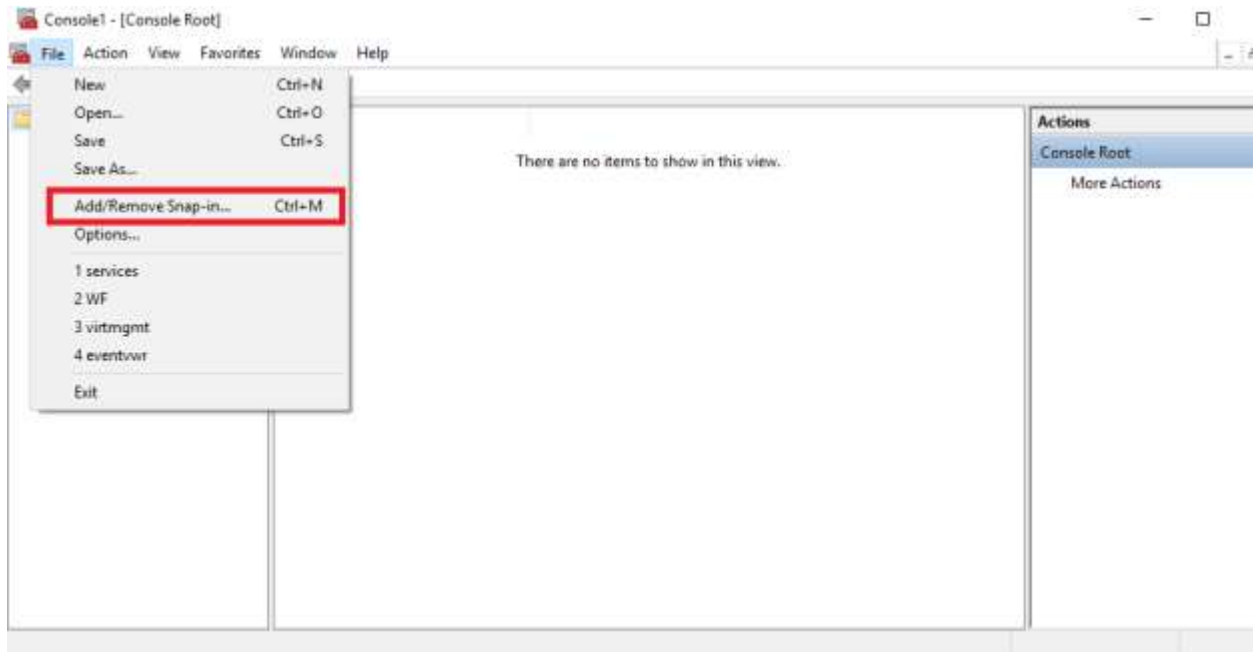 Console1 - [Console Root]
File Action View Favorites Window Help
New Ctrl+N
Open... Ctrl+O
Save Ctrl+S
Save As...
Add/Remove Snap-in... Ctrl+M
Options...
1 services
2 WF
3 virtmgmt
4 eventvwr
Exit
There are no items to show in this view.
Actions
Console Root
More Actions